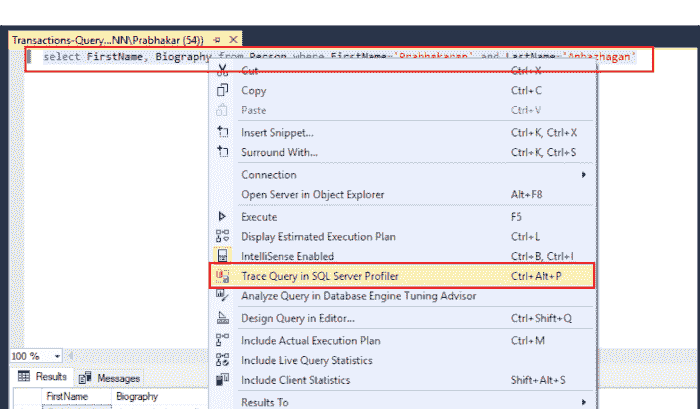 Transactions-Query...NN\Prabhakar (54))
select FirstName, Biography from Person where FirstName='Prabhakaran' and LastName='Anbazhagan'
Cut Ctrl+X
Copy Ctrl+C
Paste Ctrl+V
Insert Snippet... Ctrl+K, Ctrl+X
Surround With... Ctrl+K, Ctrl+S
Connection
Open Server in Object Explorer Alt+F8
Execute F5
Display Estimated Execution Plan Ctrl+L
IntelliSense Enabled Ctrl+B, Ctrl+I
Trace Query in SQL Server Profiler Ctrl+Alt+P
Analyze Query in Database Engine Tuning Advisor
Design Query in Editor... Ctrl+Shift+Q
Include Actual Execution Plan Ctrl+M
100 %
Include Live Query Statistics
Results Messages
Include Client Statistics Shift+Alt+S
FirstName Biography
Results To